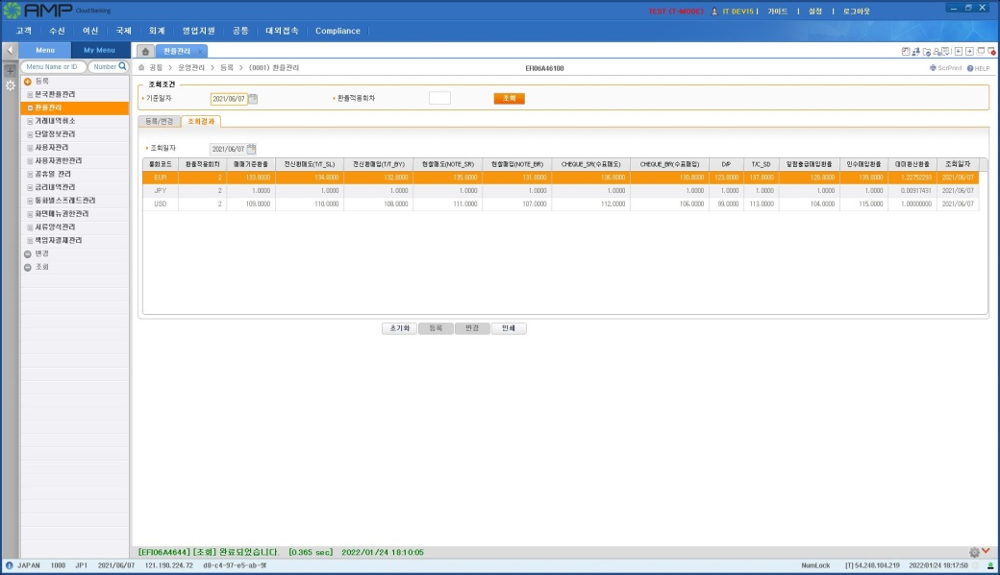 AMP Cloud Banking
TEST (T-MODE) IT DEV15 | 가이드 | 설정 | 로그아웃
고객 수신 여신 국제 회계 영업지원 공통 대외접속 Compliance
Menu My Menu 환율관리
Menu Name or ID Number
공통 > 운영관리 > 등록 > (0001) 환율관리 EFI06A46100 ScrPrint HELP
등록
본국환율관리
환율관리
거래내역취소
단말정보관리
사용자관리
사용자권한관리
공휴일 관리
금리내역관리
통화별스프레드관리
화면메뉴권한관리
서류양식관리
책임자결재관리
변경
조회
조회조건
기준일자 2021/06/07 환율적용회차 조회
등록/변경 조회결과
조회일자 2021/06/07
통화코드 환율적용회차 매매기준환율 전신환매도(T/T_SL) 전신환매입(T/T_BY) 현찰매도(NOTE_SR) 현찰매입(NOTE_BR) CHEQUE_SR(수표매도) CHEQUE_BR(수표매입) D/P T/C_SD 일람출급매입환율 인수매입환율 대미환산환율 조회일자
EUR 2 133.8000 134.8000 132.8000 135.8000 131.8000 136.8000 130.8000 123.8000 137.8000 128.8000 139.8000 1.22752293 2021/06/07
JPY 2 1.0000 1.0000 1.0000 1.0000 1.0000 1.0000 1.0000 1.0000 1.0000 1.0000 1.0000 0.00917431 2021/06/07
USD 2 109.0000 110.0000 108.0000 111.0000 107.0000 112.0000 106.0000 99.0000 113.0000 104.0000 115.0000 1.00000000 2021/06/07
초기화 등록 변경 인쇄
[EFI06A4644] [조회] 완료되었습니다. [0.365 sec] 2022/01/24 18:10:05
JAPAN 1000 JP1 2021/06/07 121.190.224.72 d8-c4-97-e5-ab-9f NumLock [T] 54.248.104.219 2022/01/24 18:17:50